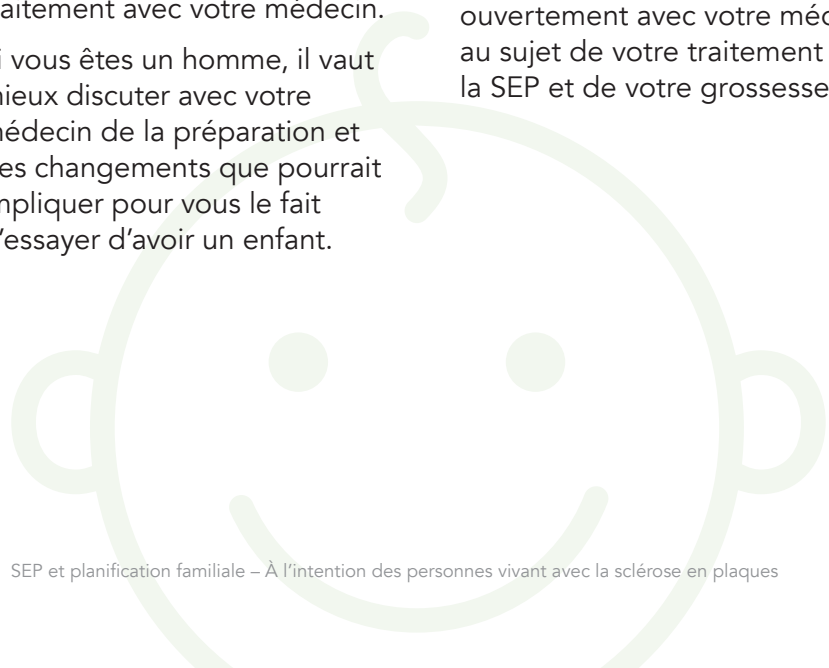 raitement avec votre médecin.
i vous êtes un homme, il vaut
mieux discuter avec votre
médecin de la préparation et
es changements que pourrait
mpliquer pour vous le fait
'essayer d'avoir un enfant.
ouvertement avec votre méd
au sujet de votre traitement
la SEP et de votre grossesse
SEP et planification familiale – À l'intention des personnes vivant avec la sclérose en plaques